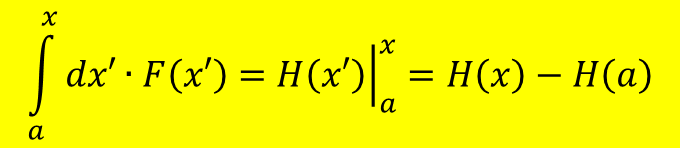 ∫ₐˣ dx′ · F(x′) = H(x′)|ₐˣ = H(x) − H(a)